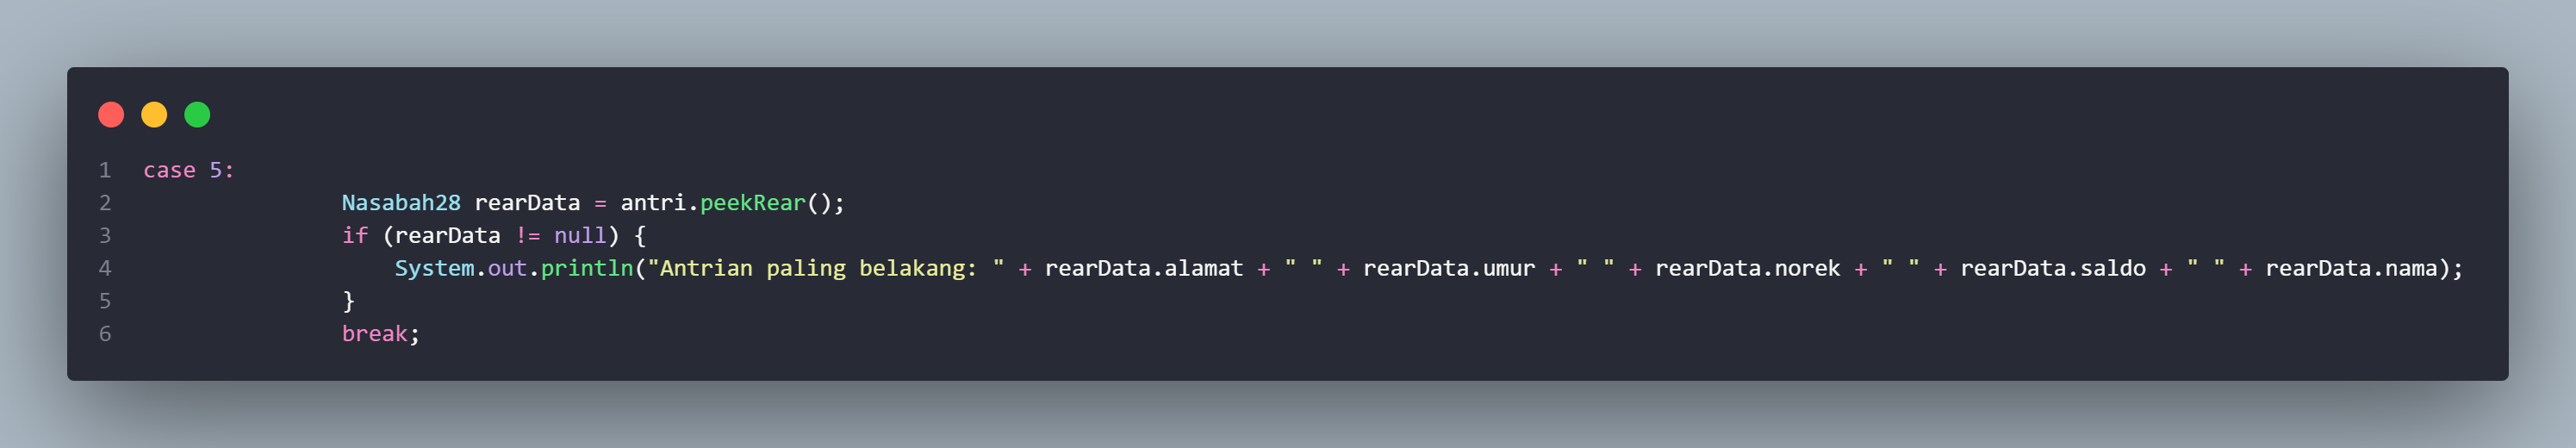 1 case 5:
2 Nasabah28 rearData = antri.peekRear();
3 if (rearData != null) {
4 System.out.println("Antrian paling belakang: " + rearData.alamat + " " + rearData.umur + " " + rearData.norek + " " + rearData.saldo + " " + rearData.nama);
5 }
6 break;